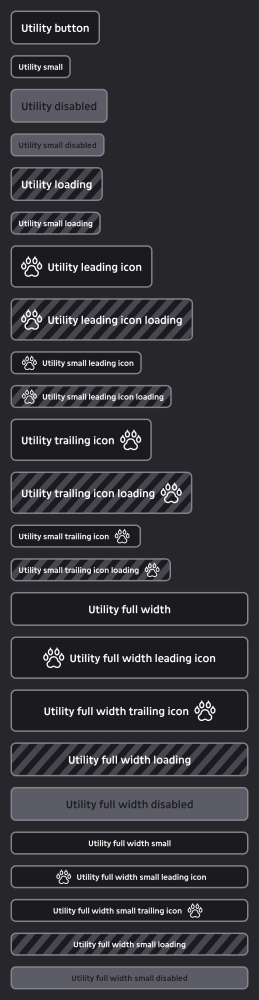 Utility button
Utility small
Utility disabled
Utility small disabled
Utility loading
Utility small loading
Utility leading icon
Utility leading icon loading
Utility small leading icon
Utility small leading icon loading
Utility trailing icon
Utility trailing icon loading
Utility small trailing icon
Utility small trailing icon loading
Utility full width
Utility full width leading icon
Utility full width trailing icon
Utility full width loading
Utility full width disabled
Utility full width small
Utility full width small leading icon
Utility full width small trailing icon
Utility full width small loading
Utility full width small disabled